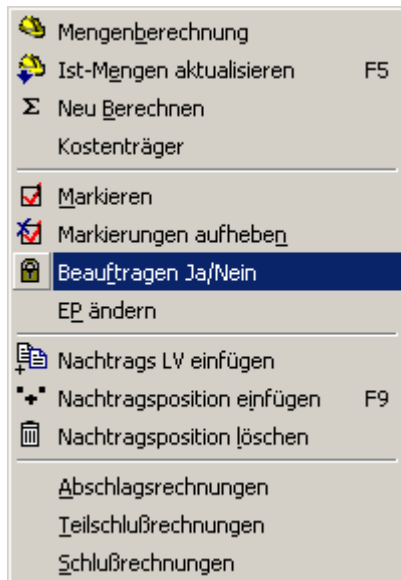 Mengenberechnung
Ist-Mengen aktualisieren F5
Neu Berechnen
Kostenträger
Markieren
Markierungen aufheben
Beauftragen Ja/Nein
EP ändern
Nachtrags LV einfügen
Nachtragsposition einfügen F9
Nachtragsposition löschen
Abschlagsrechnungen
Teilschlußrechnungen
Schlußrechnungen